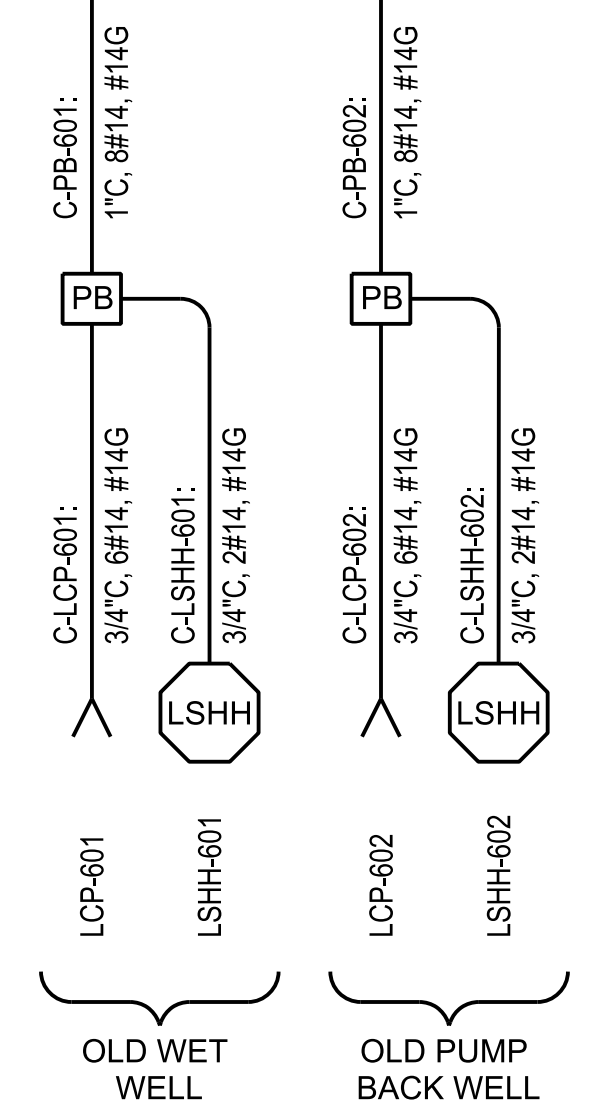 C-PB-601:
1"C, 8#14, #14G
C-PB-602:
1"C, 8#14, #14G
PB
PB
C-LCP-601:
3/4"C, 6#14, #14G
C-LSHH-601:
3/4"C, 2#14, #14G
C-LCP-602:
3/4"C, 6#14, #14G
C-LSHH-602:
3/4"C, 2#14, #14G
LSHH
LSHH
LCP-601
LSHH-601
LCP-602
LSHH-602
OLD WET
WELL
OLD PUMP
BACK WELL